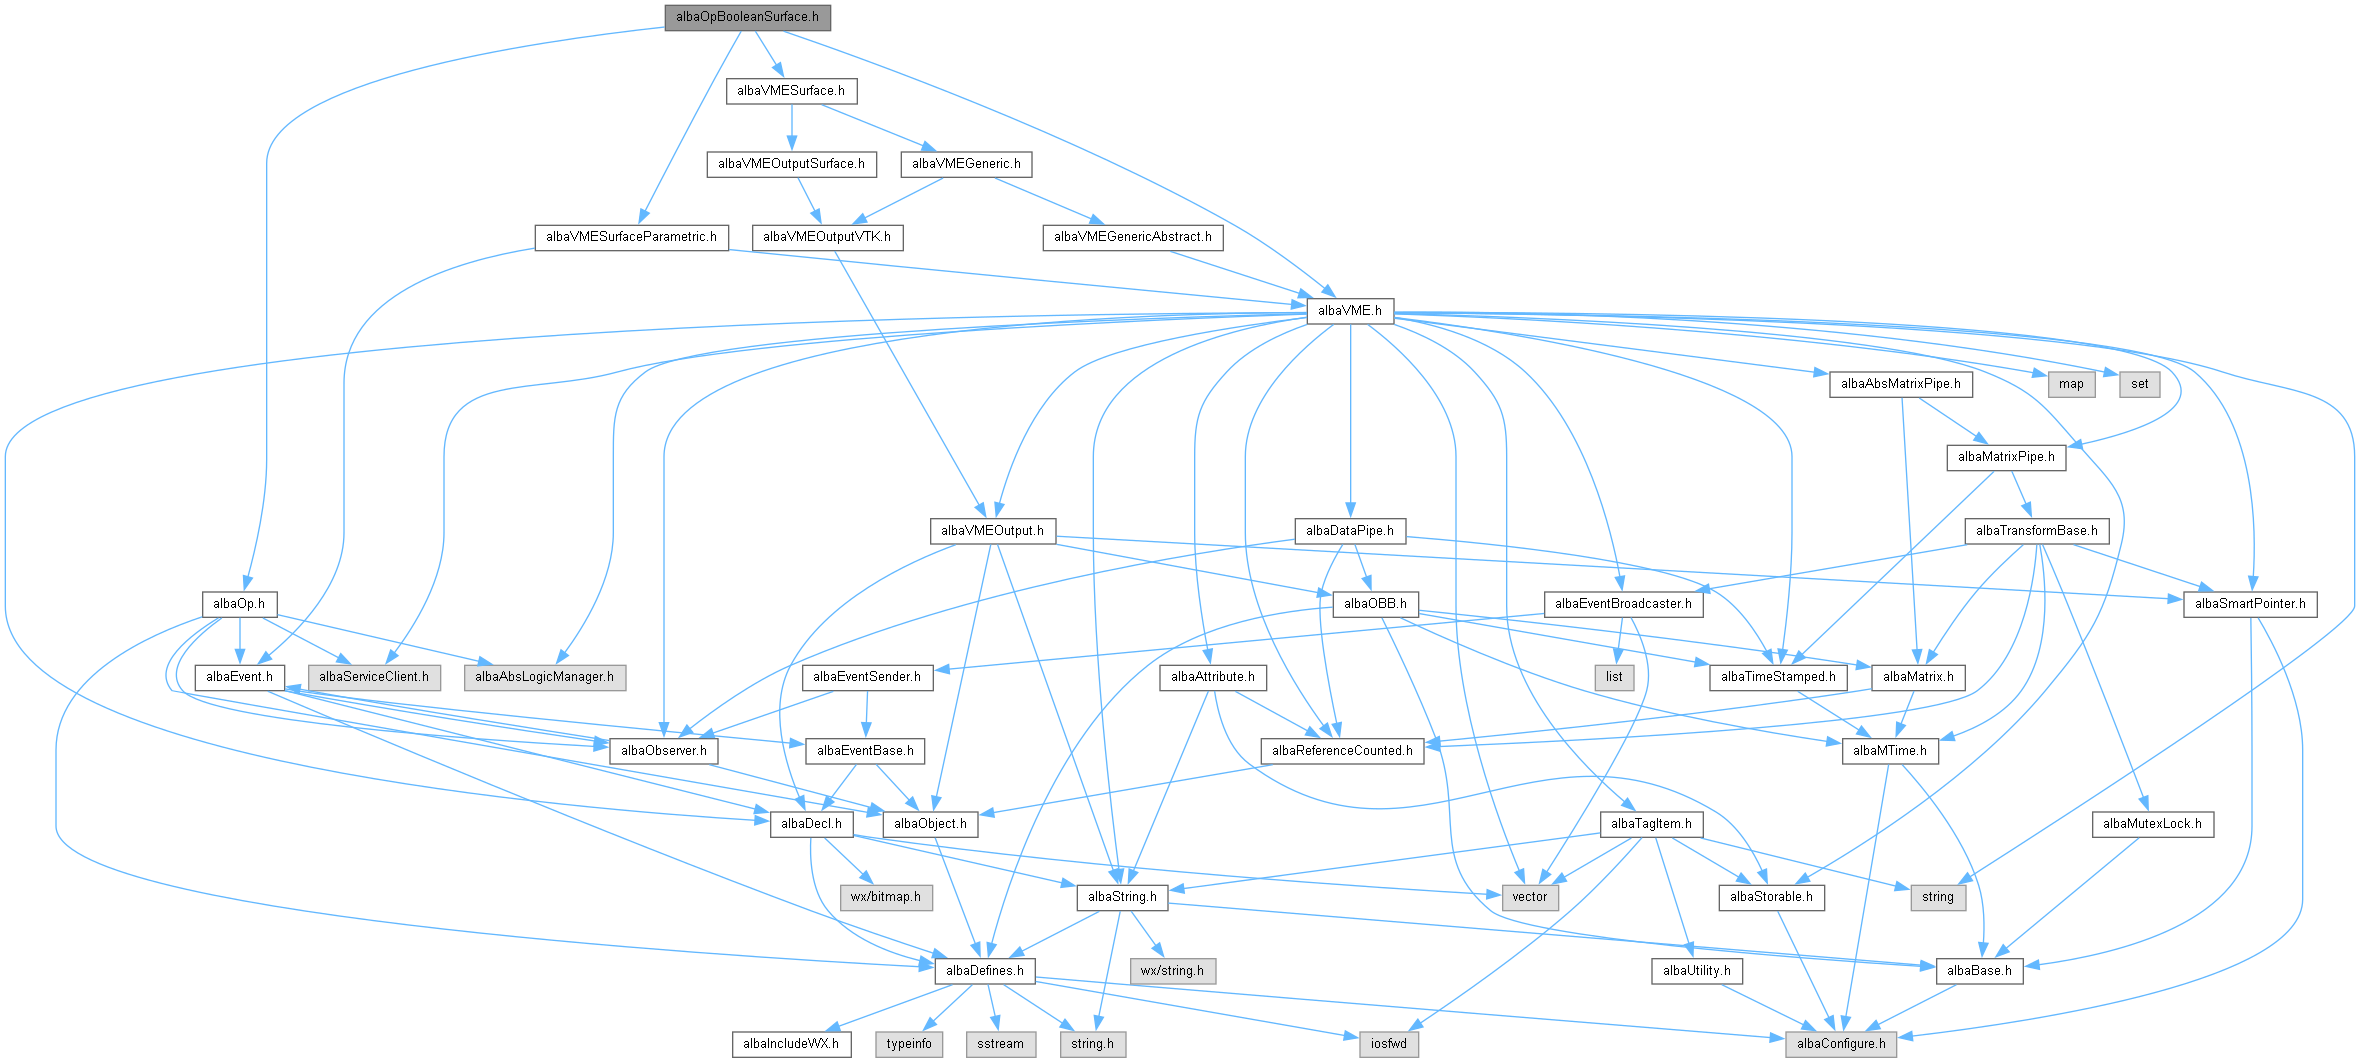 albaOpBooleanSurface.h
albaVMESurface.h
albaVMEOutputSurface.h
albaVMEGeneric.h
albaVMESurfaceParametric.h
albaVMEOutputVTK.h
albaVMEGenericAbstract.h
albaVME.h
albaAbsMatrixPipe.h
map
set
albaMatrixPipe.h
albaVMEOutput.h
albaDataPipe.h
albaTransformBase.h
albaOp.h
albaOBB.h
albaEventBroadcaster.h
albaSmartPointer.h
albaEvent.h
albaServiceClient.h
albaAbsLogicManager.h
albaEventSender.h
albaAttribute.h
list
albaTimeStamped.h
albaMatrix.h
albaObserver.h
albaEventBase.h
albaReferenceCounted.h
albaMTime.h
albaDecl.h
albaObject.h
albaTagItem.h
albaMutexLock.h
wx/bitmap.h
albaString.h
vector
albaStorable.h
string
albaDefines.h
wx/string.h
albaUtility.h
albaBase.h
albaIncludeWX.h
typeinfo
sstream
string.h
iosfwd
albaConfigure.h